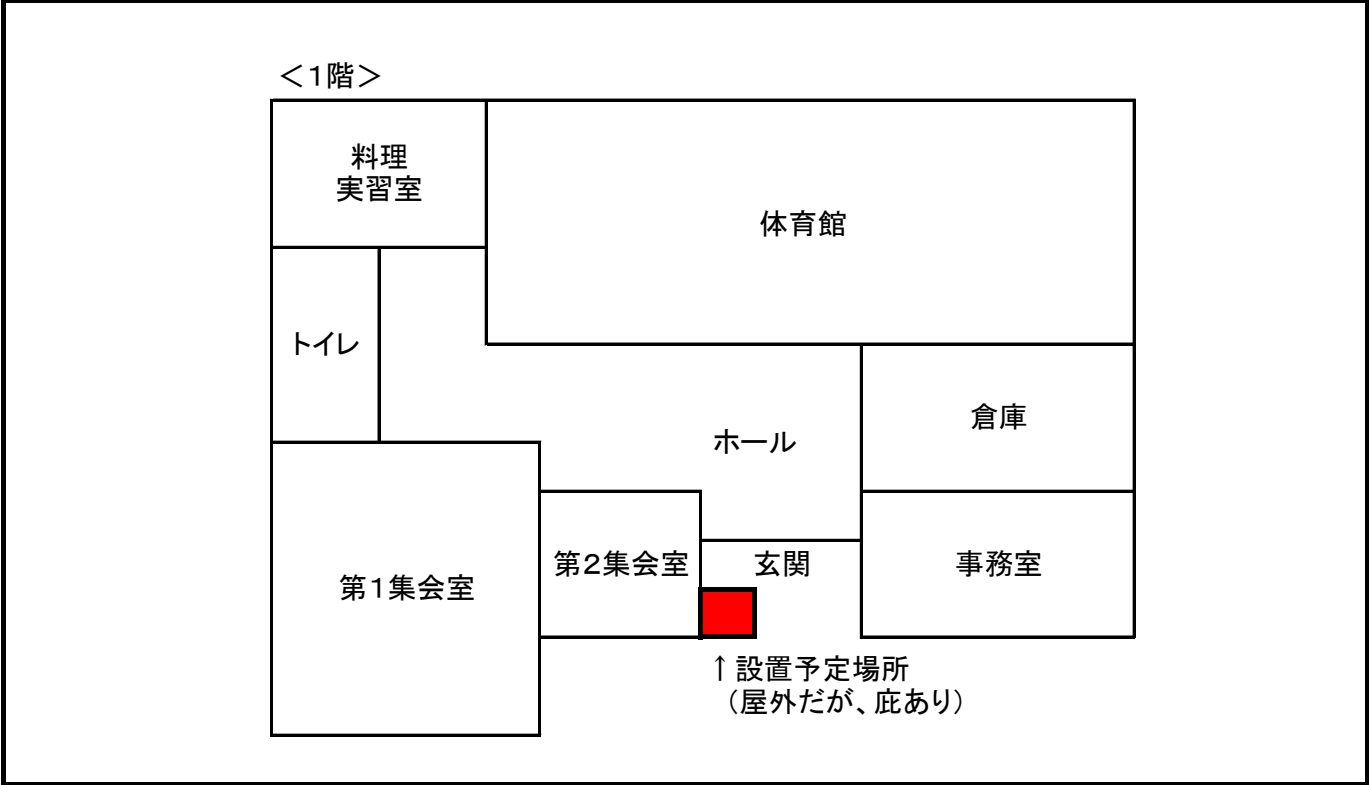 ＜１階＞
料理
実習室
体育館
トイレ
倉庫
ホール
第２集会室
玄関
事務室
第１集会室
↑設置予定場所
（屋外だが、庇あり）